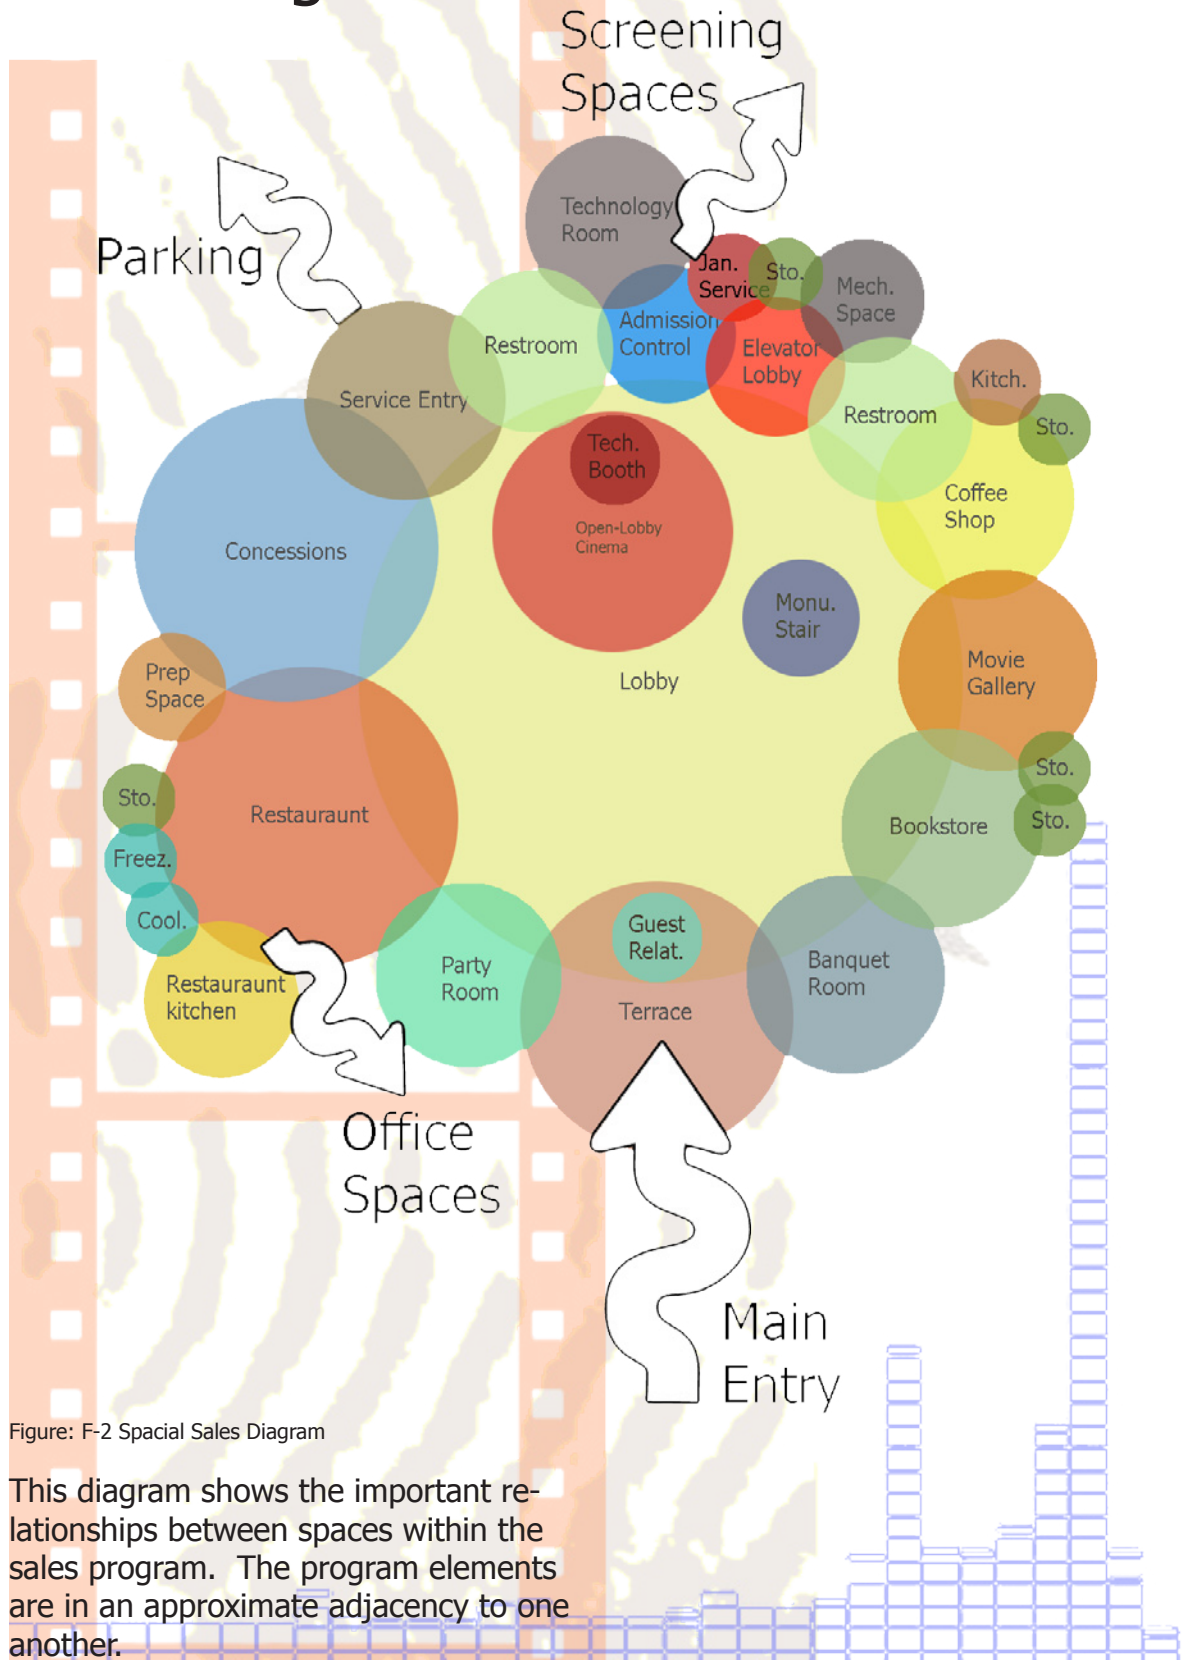 Screening
Spaces
Parking
Technology
Room
Jan.
Service
Sto.
Mech.
Space
Admission
Control
Restroom
Elevator
Lobby
Kitch.
Service Entry
Restroom
Sto.
Tech.
Booth
Coffee
Shop
Open-Lobby
Cinema
Concessions
Monu.
Stair
Prep
Space
Lobby
Movie
Gallery
Sto.
Sto.
Restauraunt
Bookstore
Sto.
Freez.
Cool.
Guest
Relat.
Party
Room
Banquet
Room
Restauraunt
kitchen
Terrace
Office
Spaces
Main
Entry
Figure: F-2 Spacial Sales Diagram
This diagram shows the important re-
lationships between spaces within the
sales program.  The program elements
are in an approximate adjacency to one
another.